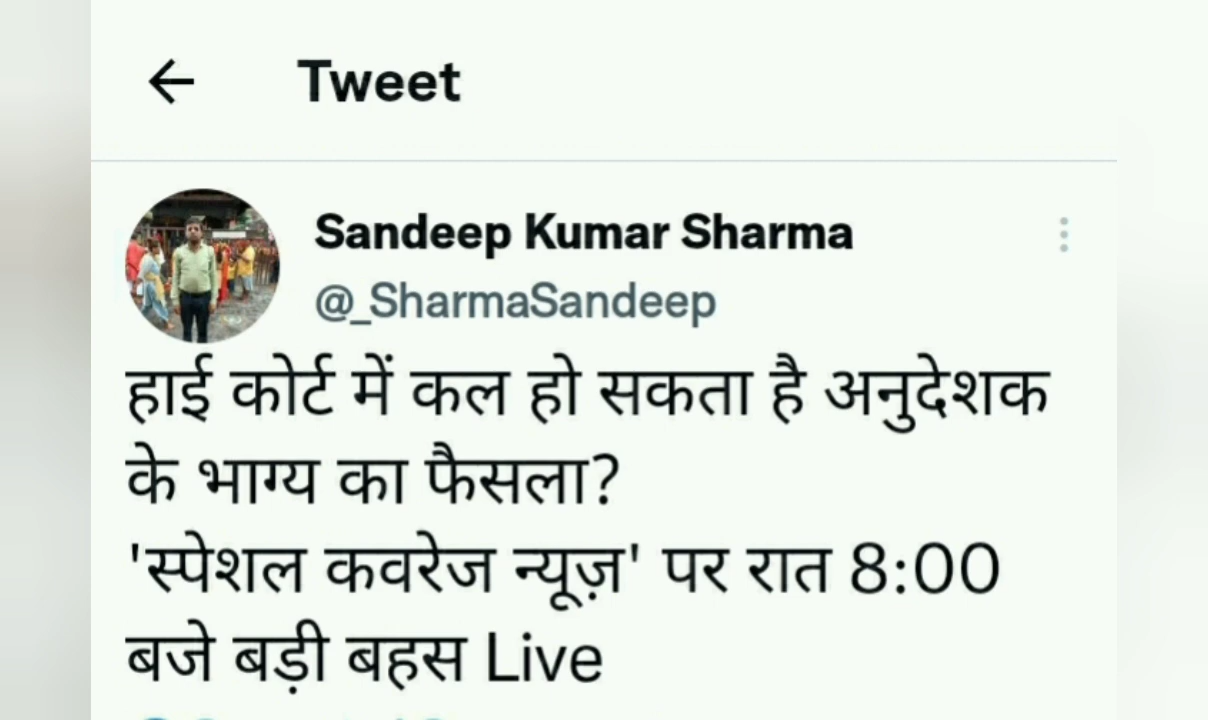 Tweet
Sandeep Kumar Sharma
@_SharmaSandeep
हाई कोर्ट में कल हो सकता है अनुदेशक
के भाग्य का फैसला?
'स्पेशल कवरेज न्यूज़' पर रात 8:00
बजे बड़ी बहस Live